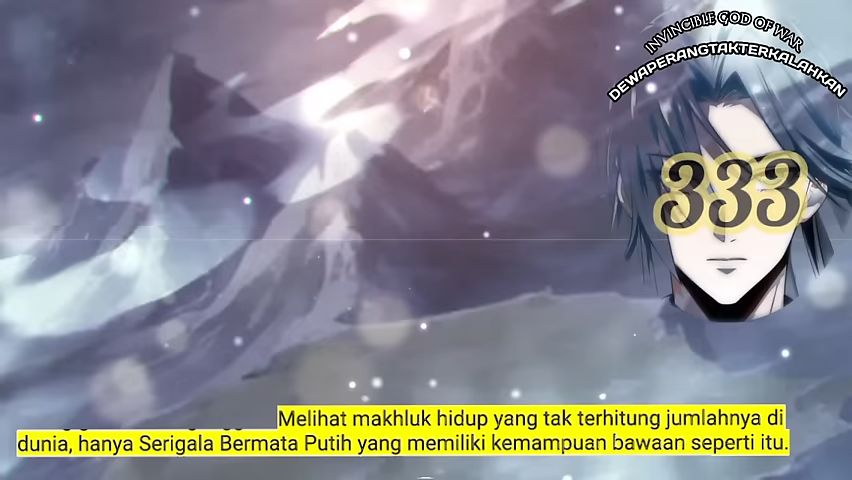 INVINCIBLE GOD OF WAR
DEWAPERANGTAKTERKALAHKAN
333
Melihat makhluk hidup yang tak terhitung jumlahnya di
dunia, hanya Serigala Bermata Putih yang memiliki kemampuan bawaan seperti itu.